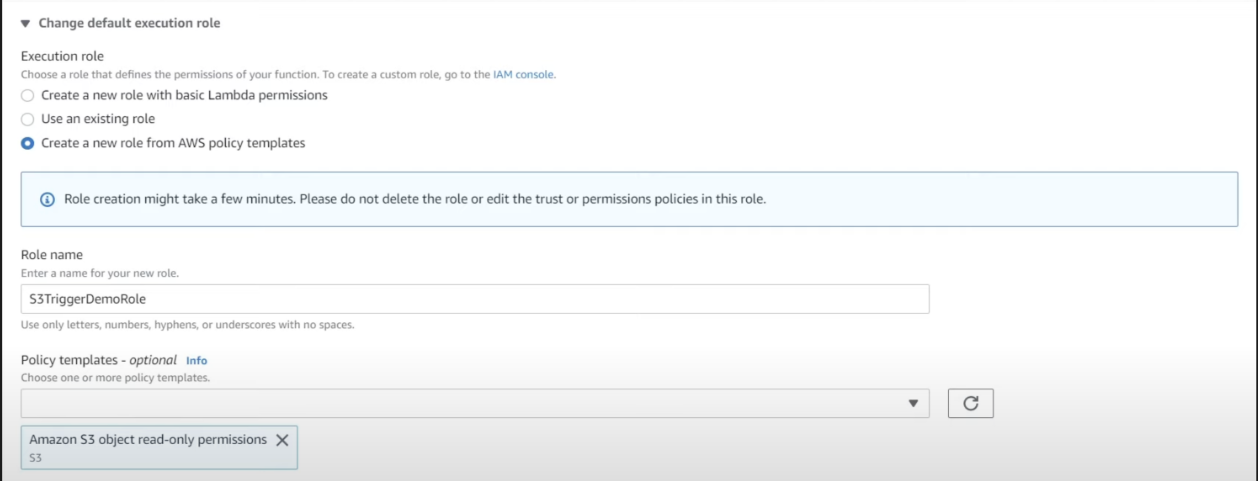 Change default execution role
Execution role
Choose a role that defines the permissions of your function. To create a custom role, go to the IAM console.
Create a new role with basic Lambda permissions
Use an existing role
Create a new role from AWS policy templates
Role creation might take a few minutes. Please do not delete the role or edit the trust or permissions policies in this role.
Role name
Enter a name for your new role.
S3TriggerDemoRole
Use only letters, numbers, hyphens, or underscores with no spaces.
Policy templates - optional Info
Choose one or more policy templates.
Amazon S3 object read-only permissions
S3